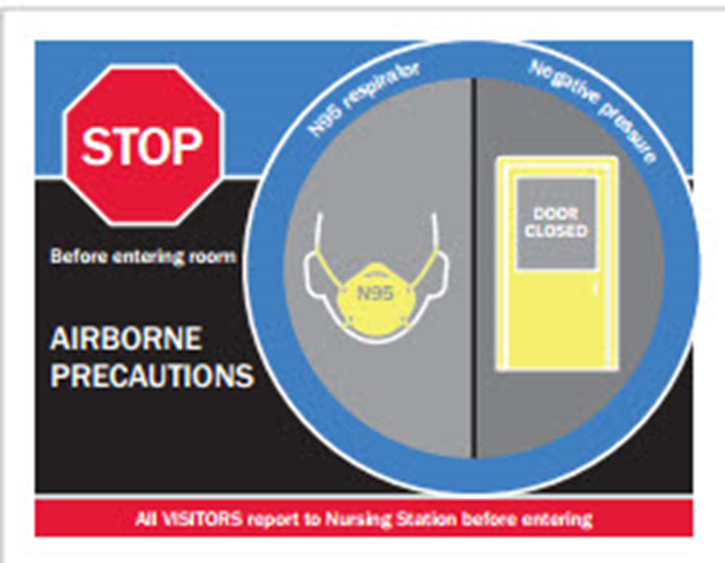 STOP
Before entering room
AIRBORNE
PRECAUTIONS
N95 respirator
Negative pressure
N95
DOOR
CLOSED
All VISITORS report to Nursing Station before entering